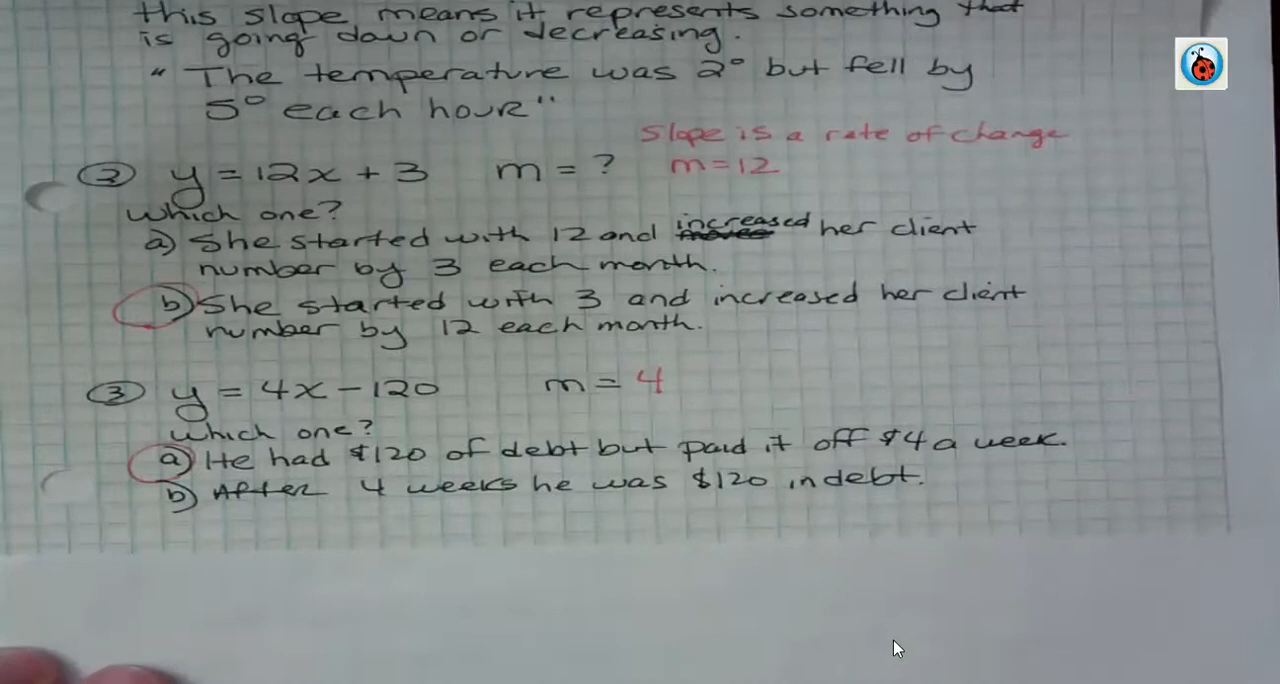 this slope means it represents something that
is going down or decreasing.
" The temperature was 2° but fell by
5° each hour"
slope is a rate of change
② y = 12x + 3 m = ? m = 12
which one?
a) She started with 12 and increased her client
number by 3 each month.
b) She started with 3 and increased her client
number by 12 each month.
③ y = 4x - 120 m = 4
which one?
a) He had $120 of debt but paid it off $4 a week.
b) After 4 weeks he was $120 in debt.